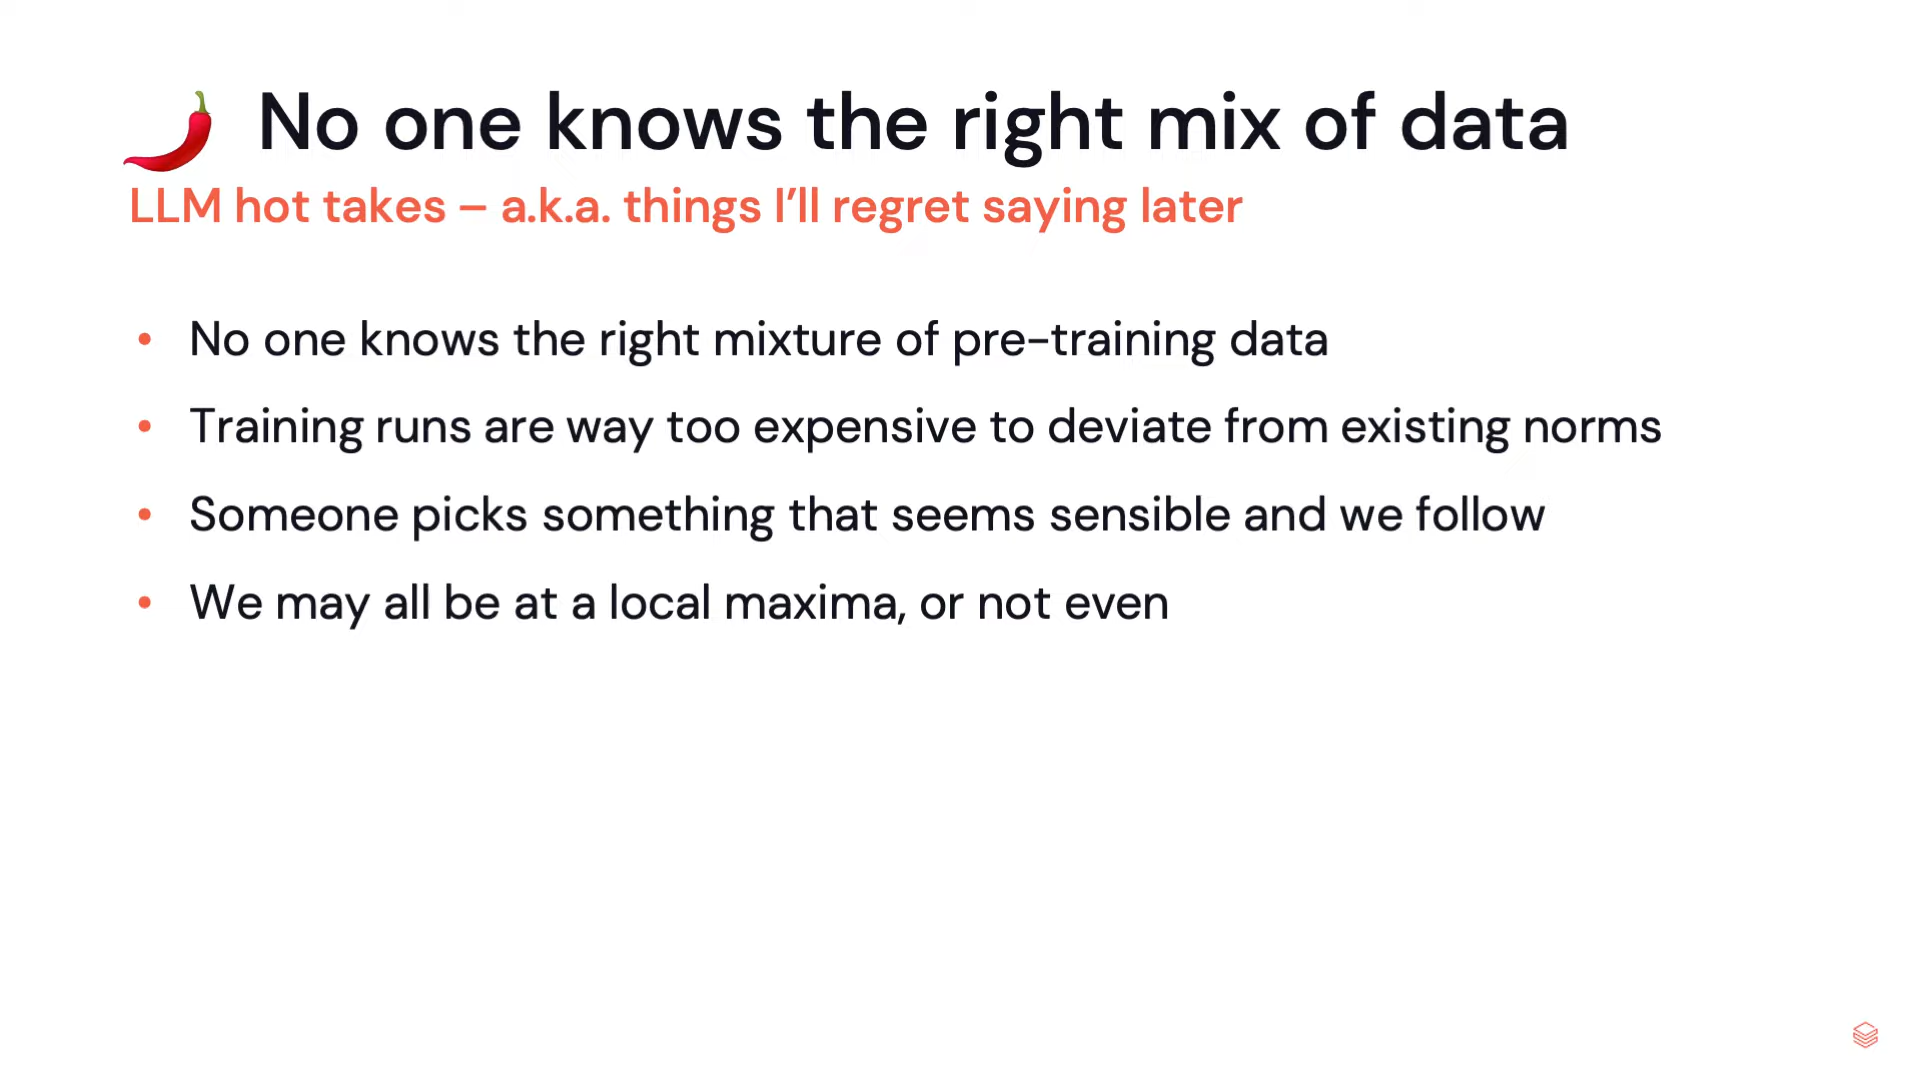 No one knows the right mix of data
LLM hot takes – a.k.a. things I’ll regret saying later
• No one knows the right mixture of pre-training data
• Training runs are way too expensive to deviate from existing norms
• Someone picks something that seems sensible and we follow
• We may all be at a local maxima, or not even